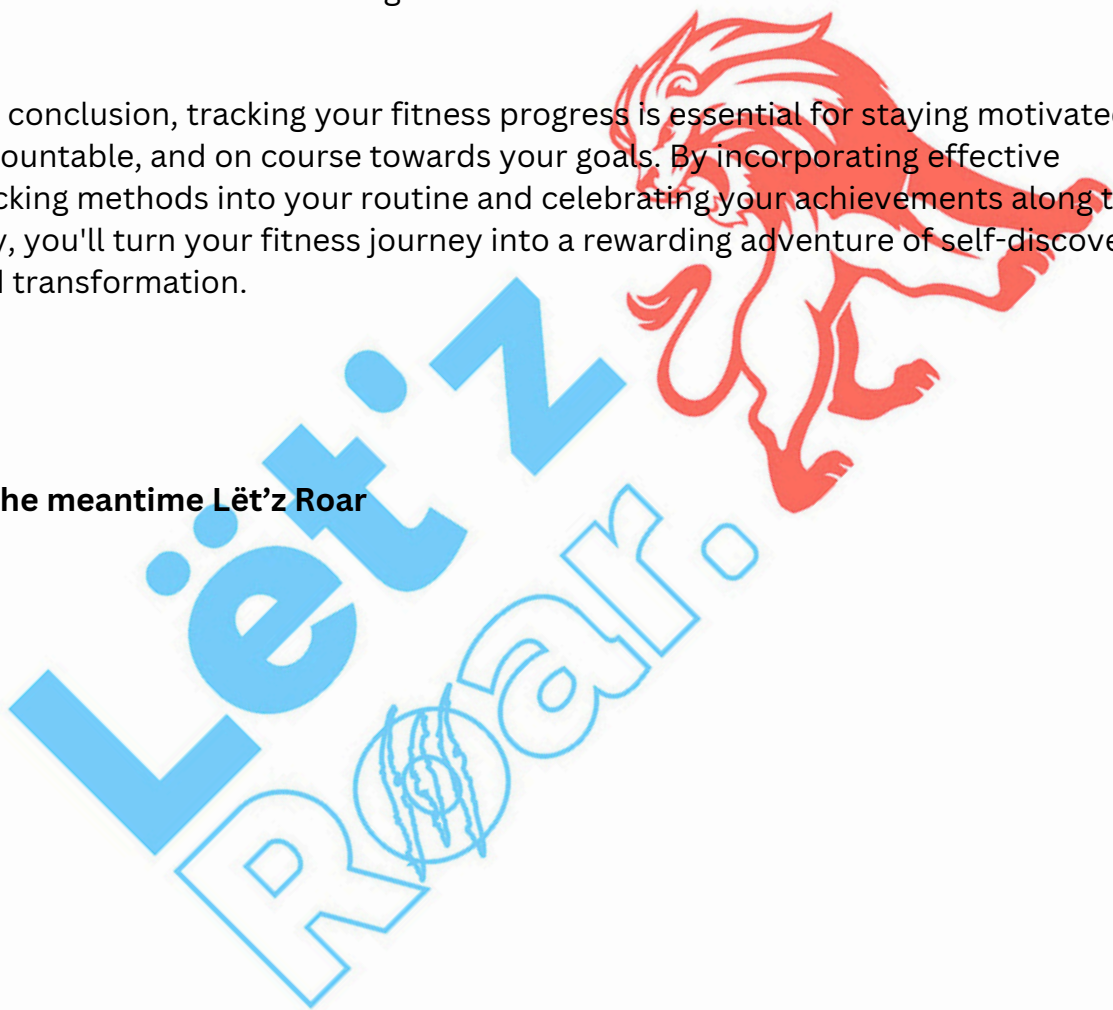 conclusion, tracking your fitness progress is essential for staying motivated
ountable, and on course towards your goals. By incorporating effective
cking methods into your routine and celebrating your achievements along t
, you'll turn your fitness journey into a rewarding adventure of self-discove
transformation.
he meantime Lët’z Roar
Lët'z
Roar.